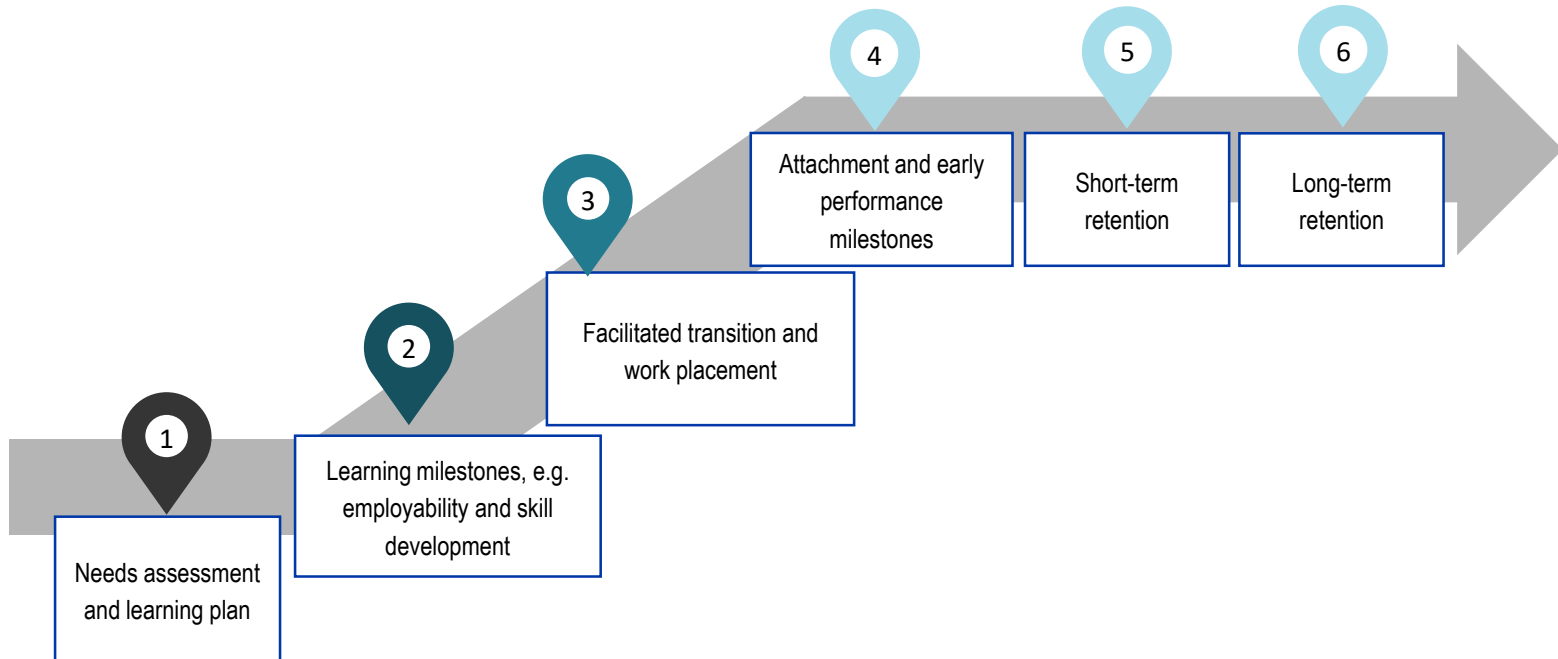 1
Needs assessment
and learning plan
2
Learning milestones, e.g.
employability and skill
development
3
Facilitated transition and
work placement
4
Attachment and early
performance
milestones
5
Short-term
retention
6
Long-term
retention